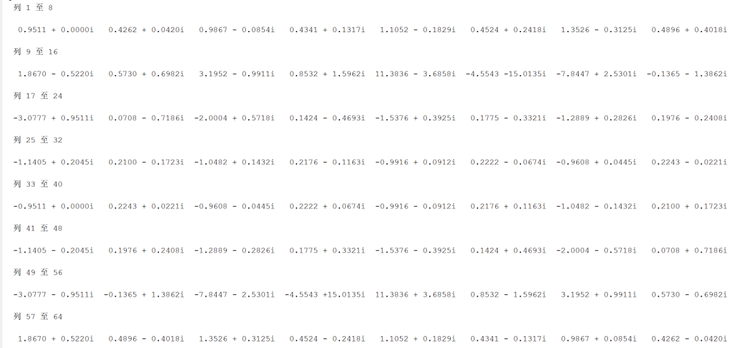 列 1 至 8
0.9511 + 0.0000i 0.4262 + 0.0420i 0.9867 - 0.0854i 0.4341 + 0.1317i 1.1052 - 0.1829i 0.4524 + 0.2418i 1.3526 - 0.3125i 0.4896 + 0.4018i
列 9 至 16
1.8670 - 0.5220i 0.5730 + 0.6982i 3.1952 - 0.9911i 0.8532 + 1.5962i 11.3836 - 3.6858i -4.5543 -15.0135i -7.8447 + 2.5301i -0.1365 - 1.3862i
列 17 至 24
-3.0777 + 0.9511i 0.0708 - 0.7186i -2.0004 + 0.5718i 0.1424 - 0.4693i -1.5376 + 0.3925i 0.1775 - 0.3321i -1.2889 + 0.2826i 0.1976 - 0.2408i
列 25 至 32
-1.1405 + 0.2045i 0.2100 - 0.1723i -1.0482 + 0.1432i 0.2176 - 0.1163i -0.9916 + 0.0912i 0.2222 - 0.0674i -0.9608 + 0.0445i 0.2243 - 0.0221i
列 33 至 40
-0.9511 + 0.0000i 0.2243 + 0.0221i -0.9608 - 0.0445i 0.2222 + 0.0674i -0.9916 - 0.0912i 0.2176 + 0.1163i -1.0482 - 0.1432i 0.2100 + 0.1723i
列 41 至 48
-1.1405 - 0.2045i 0.1976 + 0.2408i -1.2889 - 0.2826i 0.1775 + 0.3321i -1.5376 - 0.3925i 0.1424 + 0.4693i -2.0004 - 0.5718i 0.0708 + 0.7186i
列 49 至 56
-3.0777 - 0.9511i -0.1365 + 1.3862i -7.8447 - 2.5301i -4.5543 +15.0135i 11.3836 + 3.6858i 0.8532 - 1.5962i 3.1952 + 0.9911i 0.5730 - 0.6982i
列 57 至 64
1.8670 + 0.5220i 0.4896 - 0.4018i 1.3526 + 0.3125i 0.4524 - 0.2418i 1.1052 + 0.1829i 0.4341 - 0.1317i 0.9867 + 0.0854i 0.4262 - 0.0420i